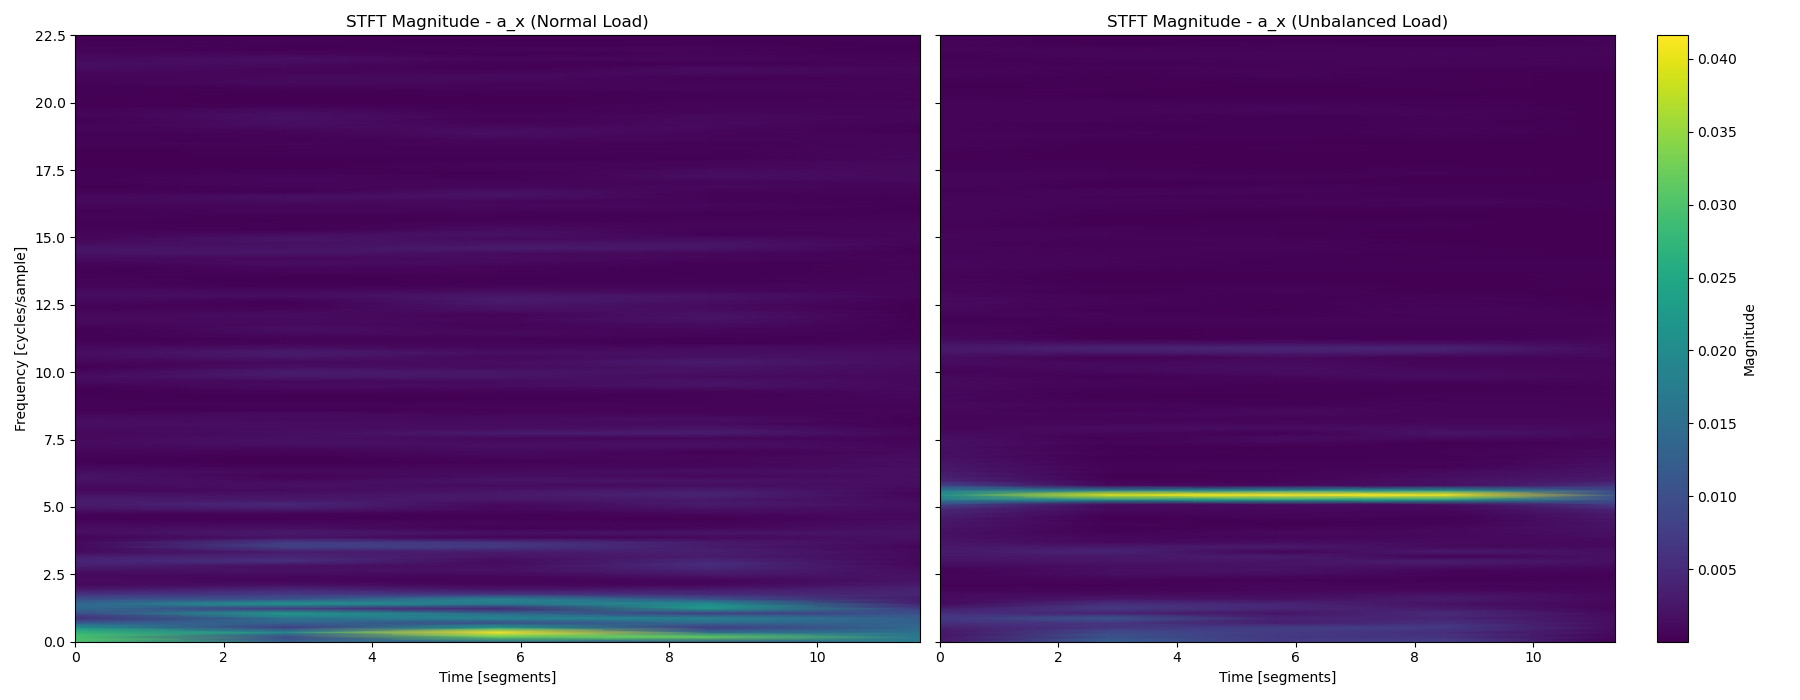 STFT Magnitude - a_x (Normal Load)
STFT Magnitude - a_x (Unbalanced Load)
22.5
20.0
17.5
15.0
12.5
10.0
7.5
5.0
2.5
0.0
Frequency [cycles/sample]
0 2 4 6 8 10
Time [segments]
0 2 4 6 8 10
Time [segments]
0.040
0.035
0.030
0.025
0.020
0.015
0.010
0.005
Magnitude